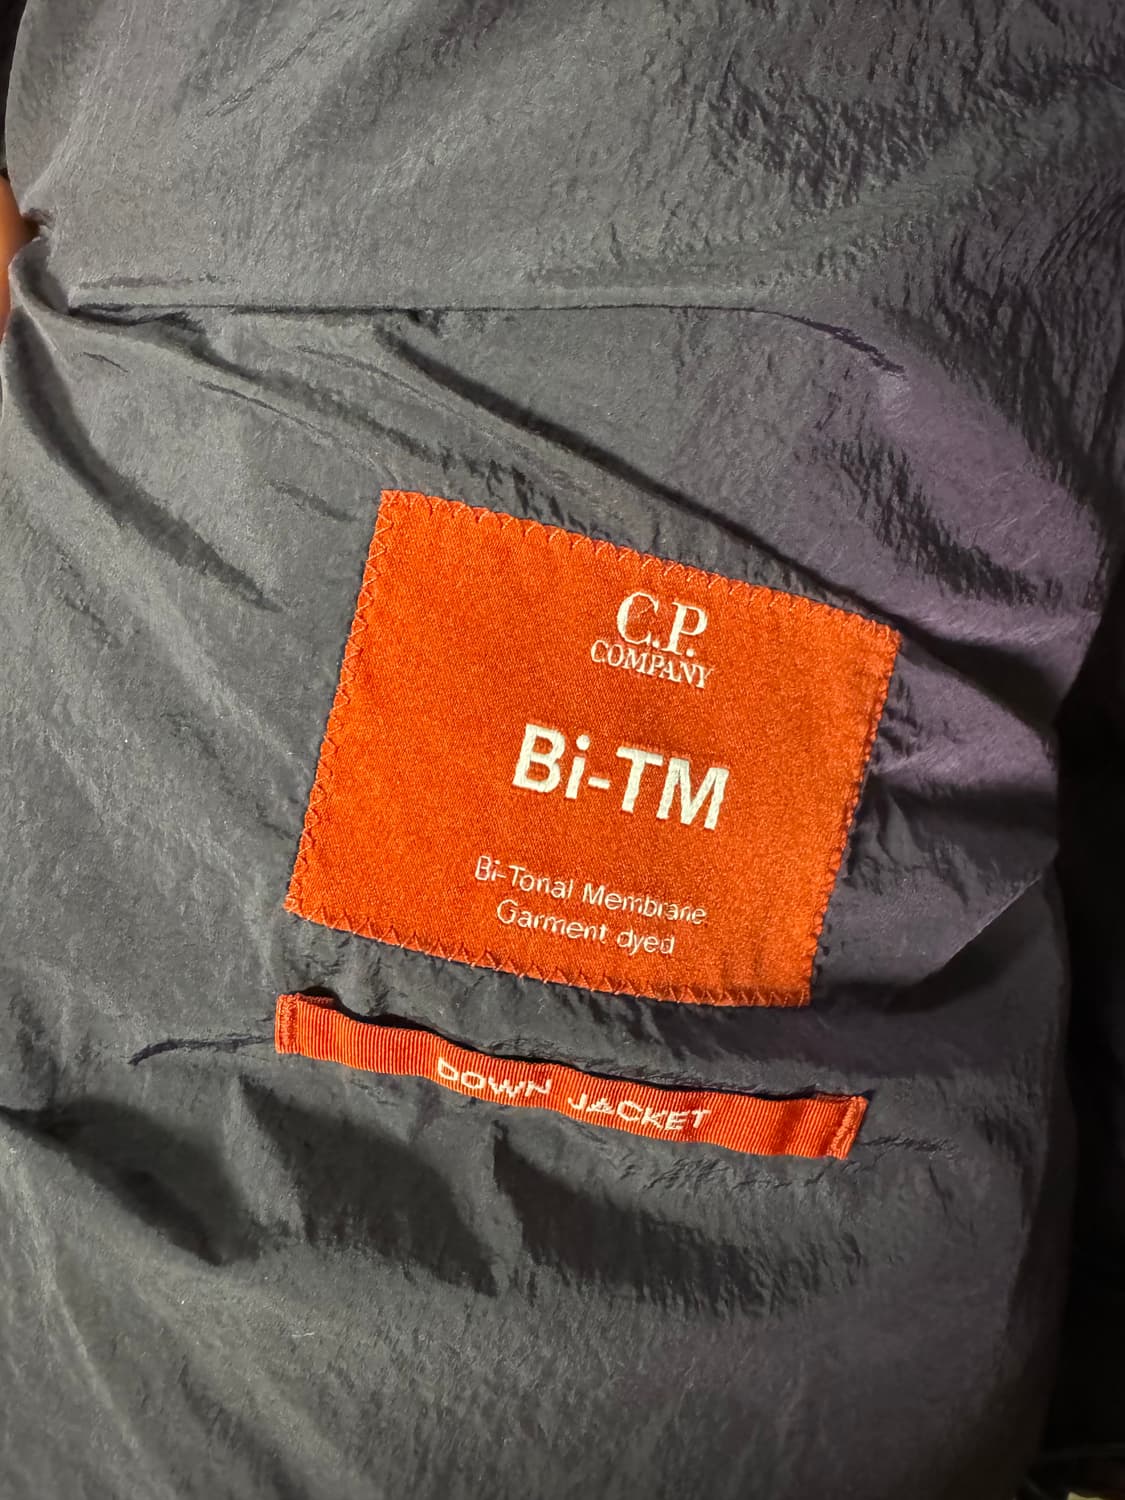 C.P.
COMPANY
Bi-TM
Bi-Tonal Membrane
Garment dyed
DOWN JACKET